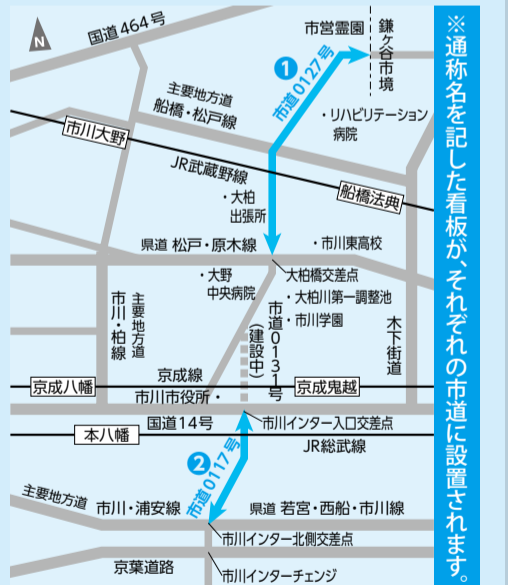 ※通称名を記した看板が、それぞれの市道に設置されます。
N
国道464号
市営霊園
鎌ヶ谷市境
1
市道0127号
主要地方道
船橋・松戸線
・リハビリテーション
病院
市川大野
JR武蔵野線
船橋法典
・大柏
出張所
県道 松戸・原木線
・市川東高校
・大野
中央病院
大柏橋交差点
・大柏川第一調整池
・市川学園
市道0131号
(建設中)
主要地方道
市川・柏線
木下街道
京成線
京成八幡
京成鬼越
市川市役所・
国道14号
市川インター入口交差点
本八幡
JR総武線
2
市道0117号
主要地方道
市川・浦安線
県道 若宮・西船・市川線
市川インター北側交差点
京葉道路
市川インターチェンジ